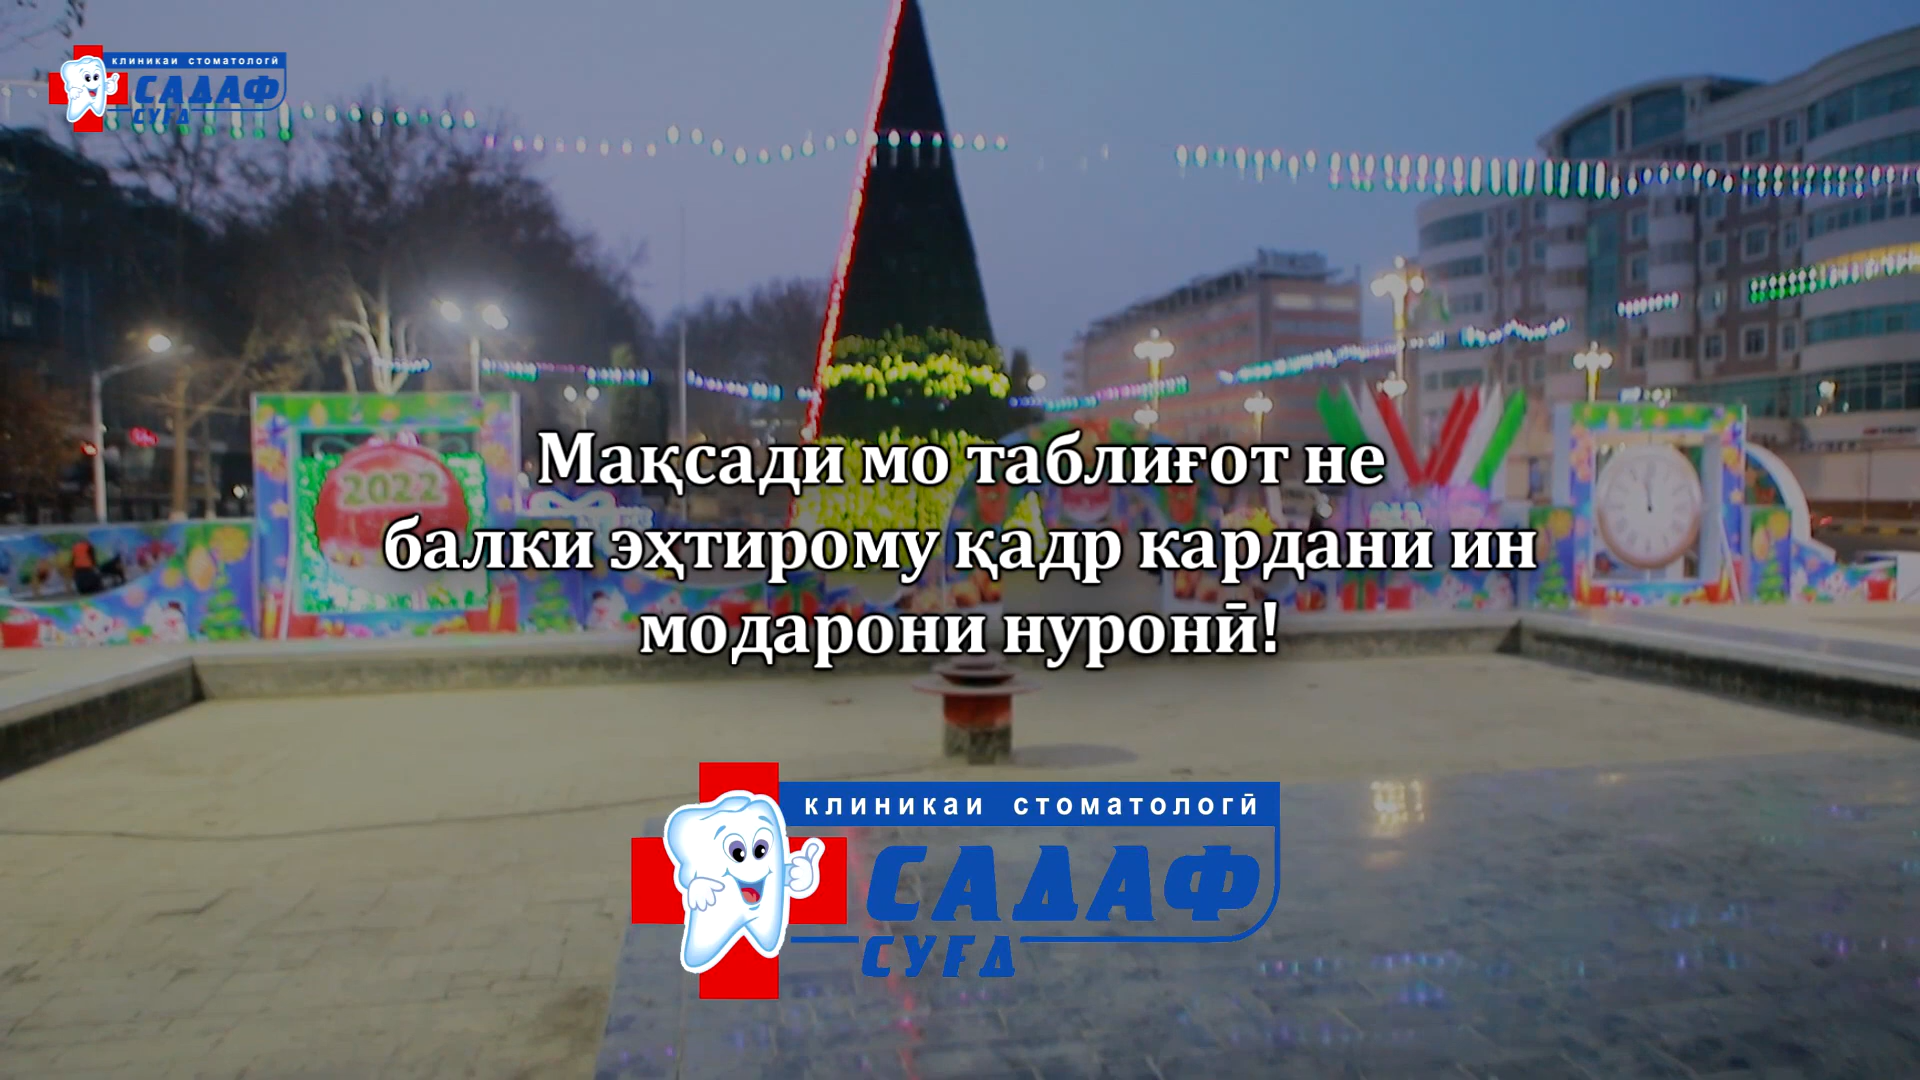 клиникаи стоматологӣ
САДАФ
СУҒД
2022
Мақсади мо таблиғот не
балки эҳтирому қадр кардани ин
модарони нуронӣ!
клиникаи стоматологӣ
САДАФ
СУҒД